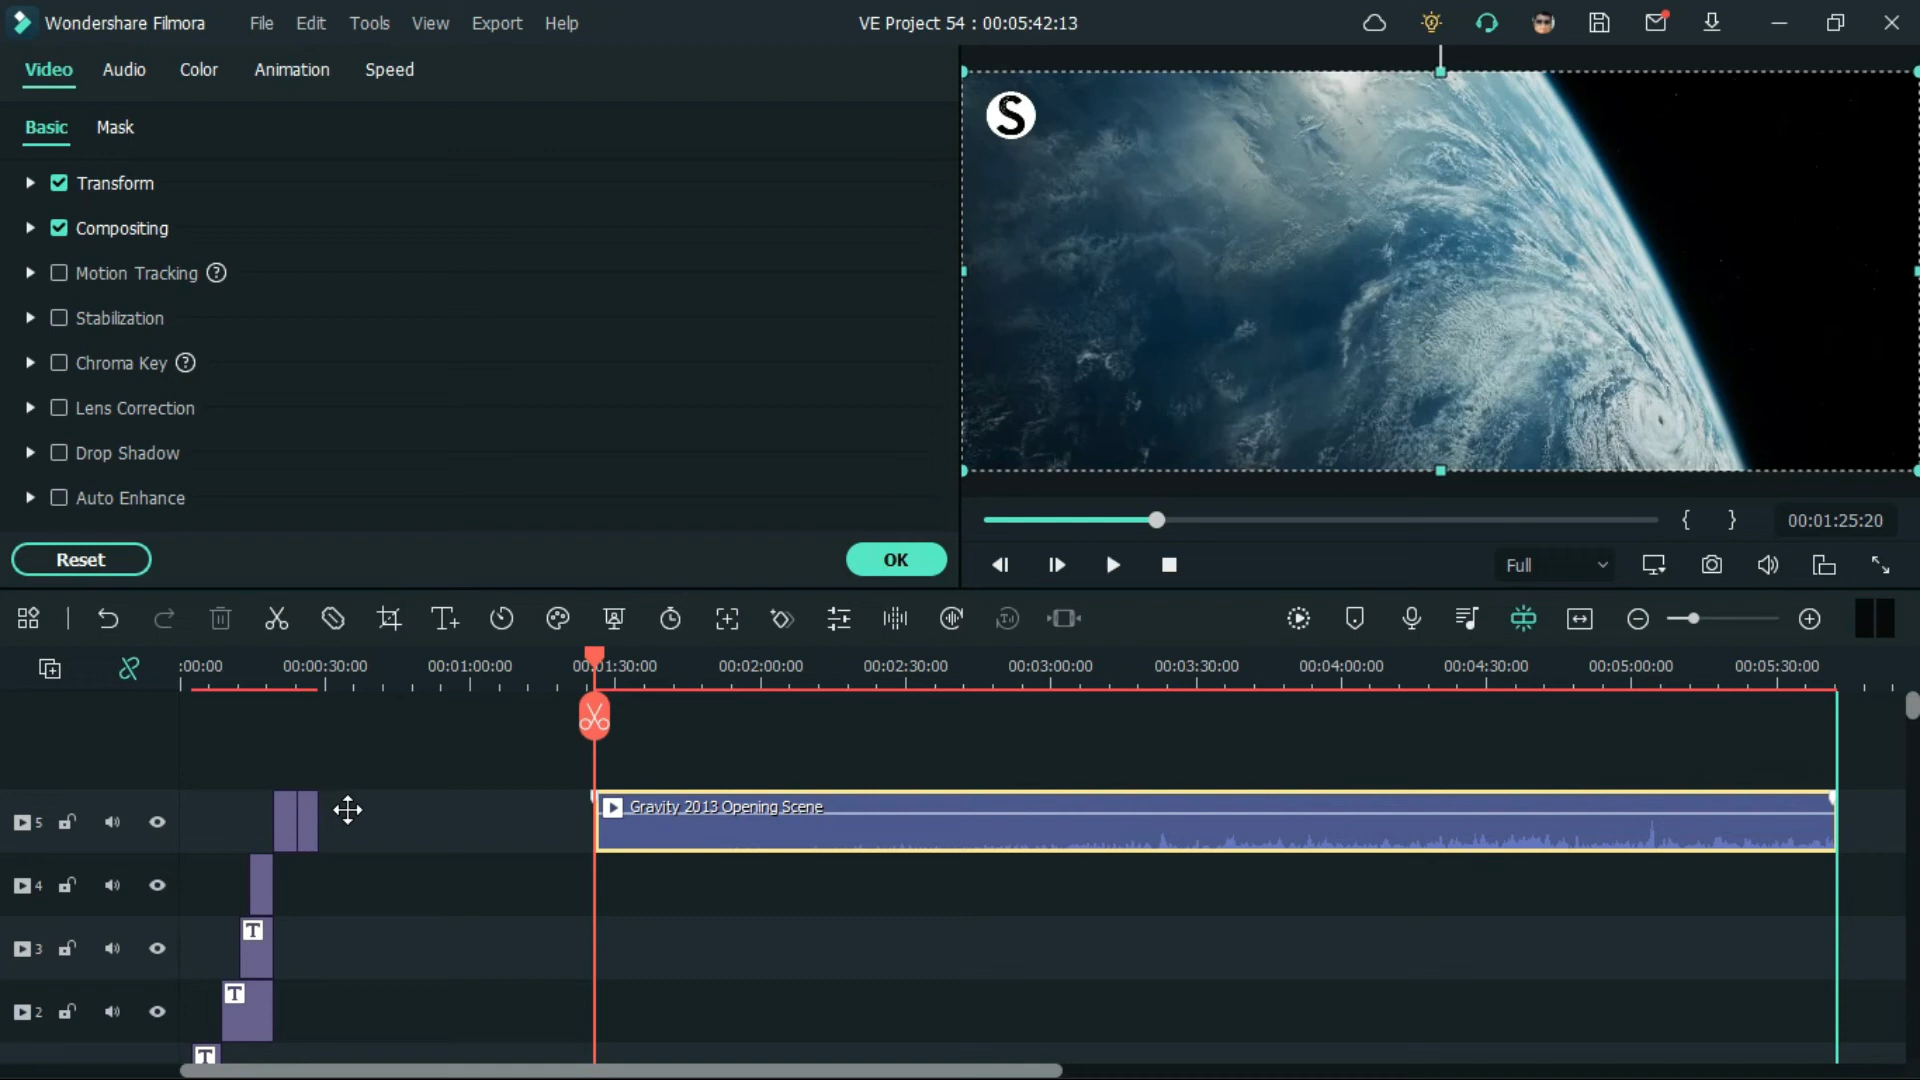 Wondershare Filmora File Edit Tools View Export Help VE Project 54 : 00:05:42:13
Video Audio Color Animation Speed
Basic Mask
Transform
Compositing
Motion Tracking ?
Stabilization
Chroma Key ?
Lens Correction
Drop Shadow
Auto Enhance
Reset OK
S
{ } 00:01:25:20
Full
:00:00 00:00:30:00 00:01:00:00 00:01:30:00 00:02:00:00 00:02:30:00 00:03:00:00 00:03:30:00 00:04:00:00 00:04:30:00 00:05:00:00 00:05:30:00
5 Gravity 2013 Opening Scene
4
3 T
2 T
T